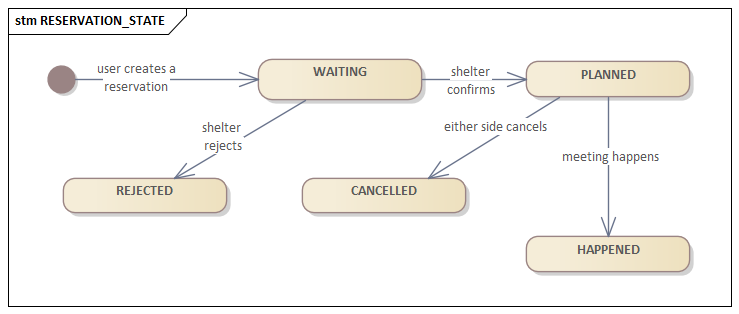 stm RESERVATION_STATE
user creates a
reservation
WAITING
shelter
confirms
PLANNED
shelter
rejects
either side cancels
meeting happens
REJECTED
CANCELLED
HAPPENED